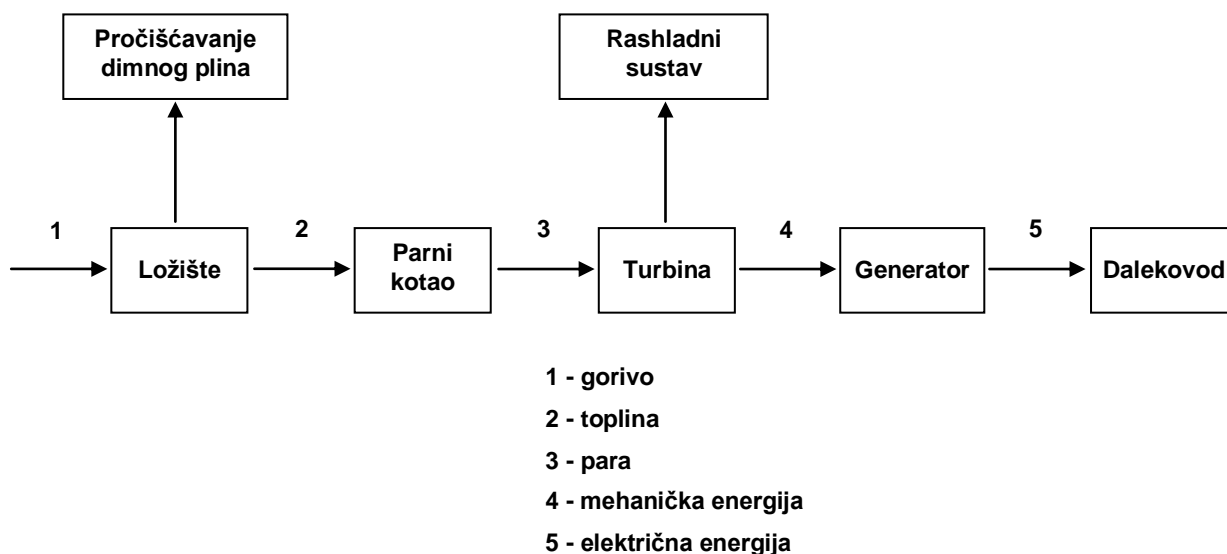 Pročišćavanje
dimnog plina
Rashladni
sustav
1
2
3
4
5
Ložište
Parni
kotao
Turbina
Generator
Dalekovod
1 - gorivo
2 - toplina
3 - para
4 - mehanička energija
5 - električna energija